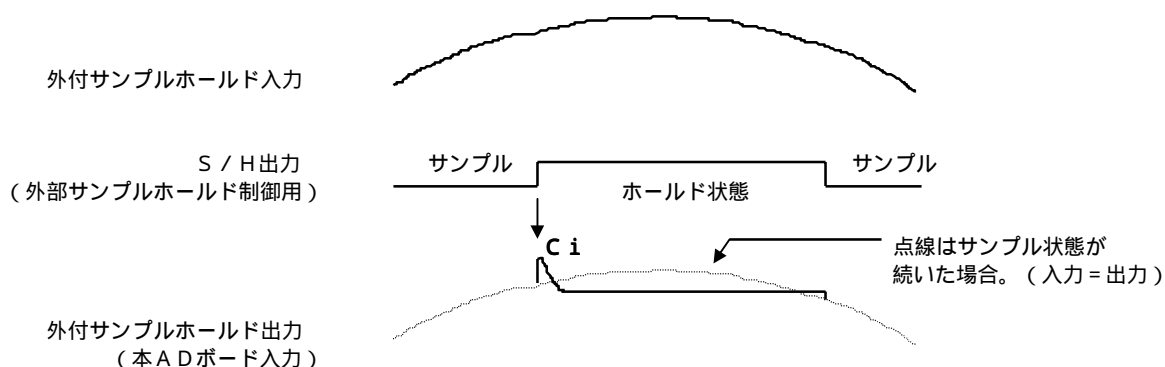 外付サンプルホールド入力
S/H出力
(外部サンプルホールド制御用)
サンプル
サンプル
ホールド状態
Ci
点線はサンプル状態が
続いた場合。(入力=出力)
外付サンプルホールド出力
(本ADボード入力)